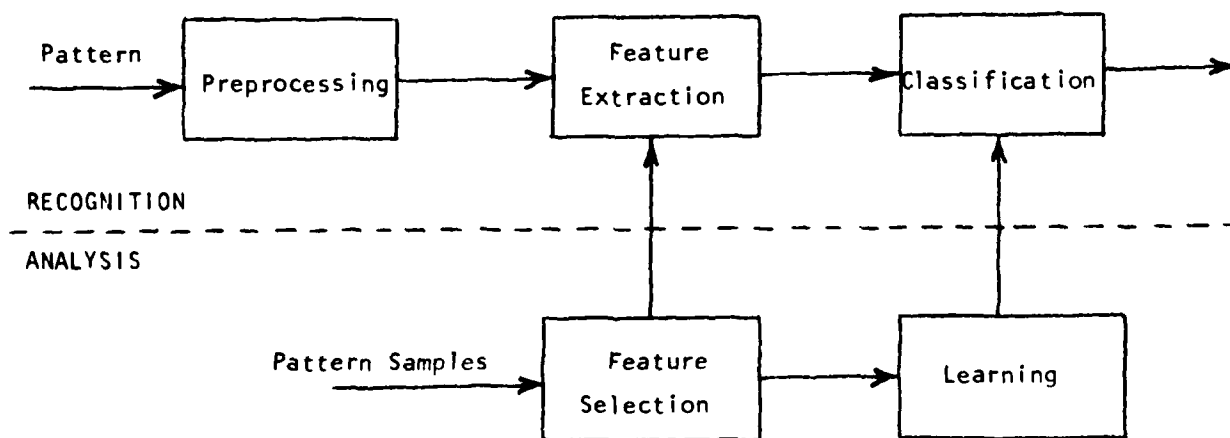 Pattern
Preprocessing
Feature
Extraction
Classification
RECOGNITION
ANALYSIS
Pattern Samples
Feature
Selection
Learning